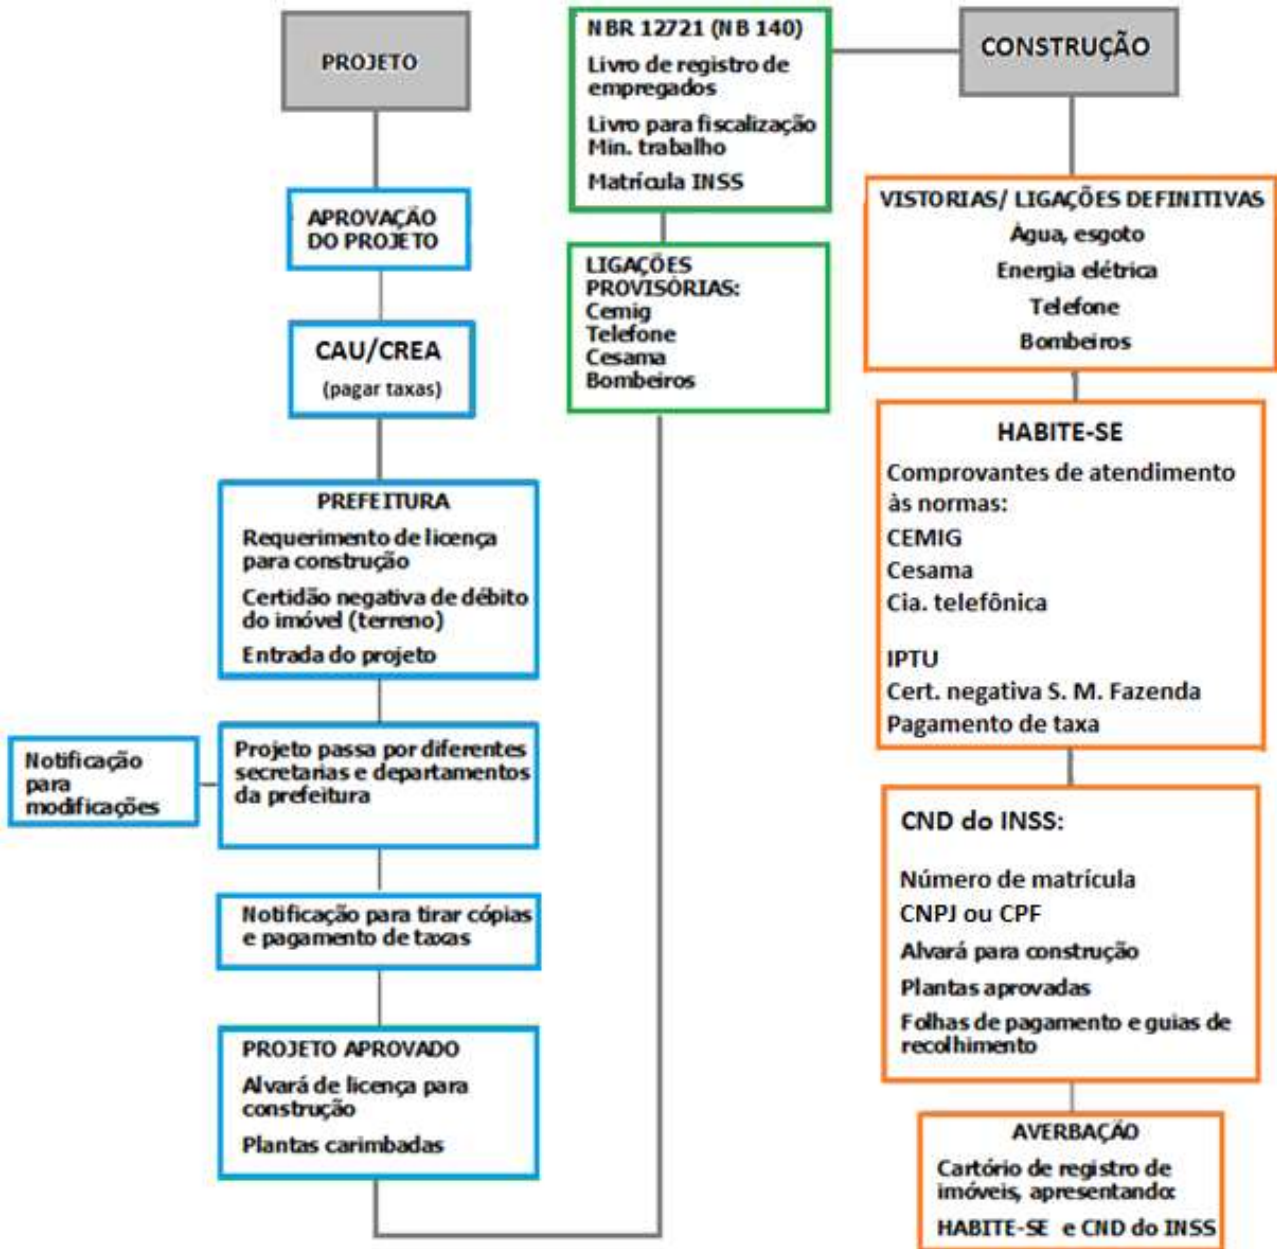 PROJETO
APROVAÇÃO
DO PROJETO
CAU/CREA
(pagar taxas)
PREFEITURA
Requerimento de licença
para construção
Certidão negativa de débito
do imóvel (terreno)
Entrada do projeto
Projeto passa por diferentes
secretarias e departamentos
da prefeitura
Notificação
para
modificações
Notificação para tirar cópias
e pagamento de taxas
PROJETO APROVADO
Alvará de licença para
construção
Plantas carimbadas
LIGAÇÕES
PROVISÓRIAS:
Cemig
Telefone
Cesama
Bombeiros
NBR 12721 (NB 140)
Livro de registro de
empregados
Livro para fiscalização
Min. trabalho
Matrícula INSS
CONSTRUÇÃO
VISTORIAS/ LIGAÇÕES DEFINITIVAS
Água, esgoto
Energia elétrica
Telefone
Bombeiros
HABITE-SE
Comprovantes de atendimento
às normas:
CEMIG
Cesama
Cia. telefônica
IPTU
Cert. negativa S. M. Fazenda
Pagamento de taxa
CND do INSS:
Número de matrícula
CNPJ ou CPF
Alvará para construção
Plantas aprovadas
Folhas de pagamento e guias de
recolhimento
AVERBAÇÃO
Cartório de registro de
imóveis, apresentando:
HABITE-SE e CND do INSS